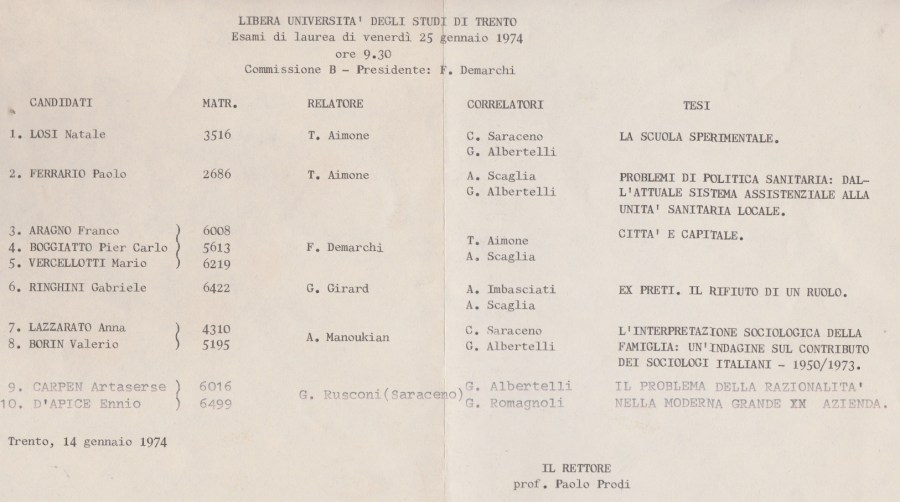 LIBERA UNIVERSITA' DEGLI STUDI DI TRENTO
Esami di laurea di venerdì 25 gennaio 1974
ore 9.30
Commissione B - Presidente: F. Demarchi
CANDIDATI MATR. RELATORE CORRELATORI TESI
1. LOSI Natale 3516 T. Aimone C. Saraceno LA SCUOLA SPERIMENTALE.
G. Albertelli
2. FERRARIO Paolo 2686 T. Aimone A. Scaglia PROBLEMI DI POLITICA SANITARIA: DAL-
G. Albertelli L'ATTUALE SISTEMA ASSISTENZIALE ALLA
UNITA' SANITARIA LOCALE.
3. ARAGNO Franco ) 6008 CITTA' E CAPITALE.
4. BOGGIATTO Pier Carlo ) 5613 F. Demarchi T. Aimone
5. VERCELLOTTI Mario ) 6219 A. Scaglia
6. RINGHINI Gabriele 6422 G. Girard A. Imbasciati EX PRETI. IL RIFIUTO DI UN RUOLO.
A. Scaglia
7. LAZZARATO Anna ) 4310 A. Manoukian C. Saraceno L'INTERPRETAZIONE SOCIOLOGICA DELLA
8. BORIN Valerio ) 5195 G. Albertelli FAMIGLIA: UN'INDAGINE SUL CONTRIBUTO
DEI SOCIOLOGI ITALIANI - 1950/1973.
9. CARPEN Artaserse ) 6016 G. Rusconi(Saraceno) G. Albertelli IL PROBLEMA DELLA RAZIONALITA'
10. D'APICE Ennio ) 6499 G. Romagnoli NELLA MODERNA GRANDE XX AZIENDA.
Trento, 14 gennaio 1974
IL RETTORE
prof. Paolo Prodi